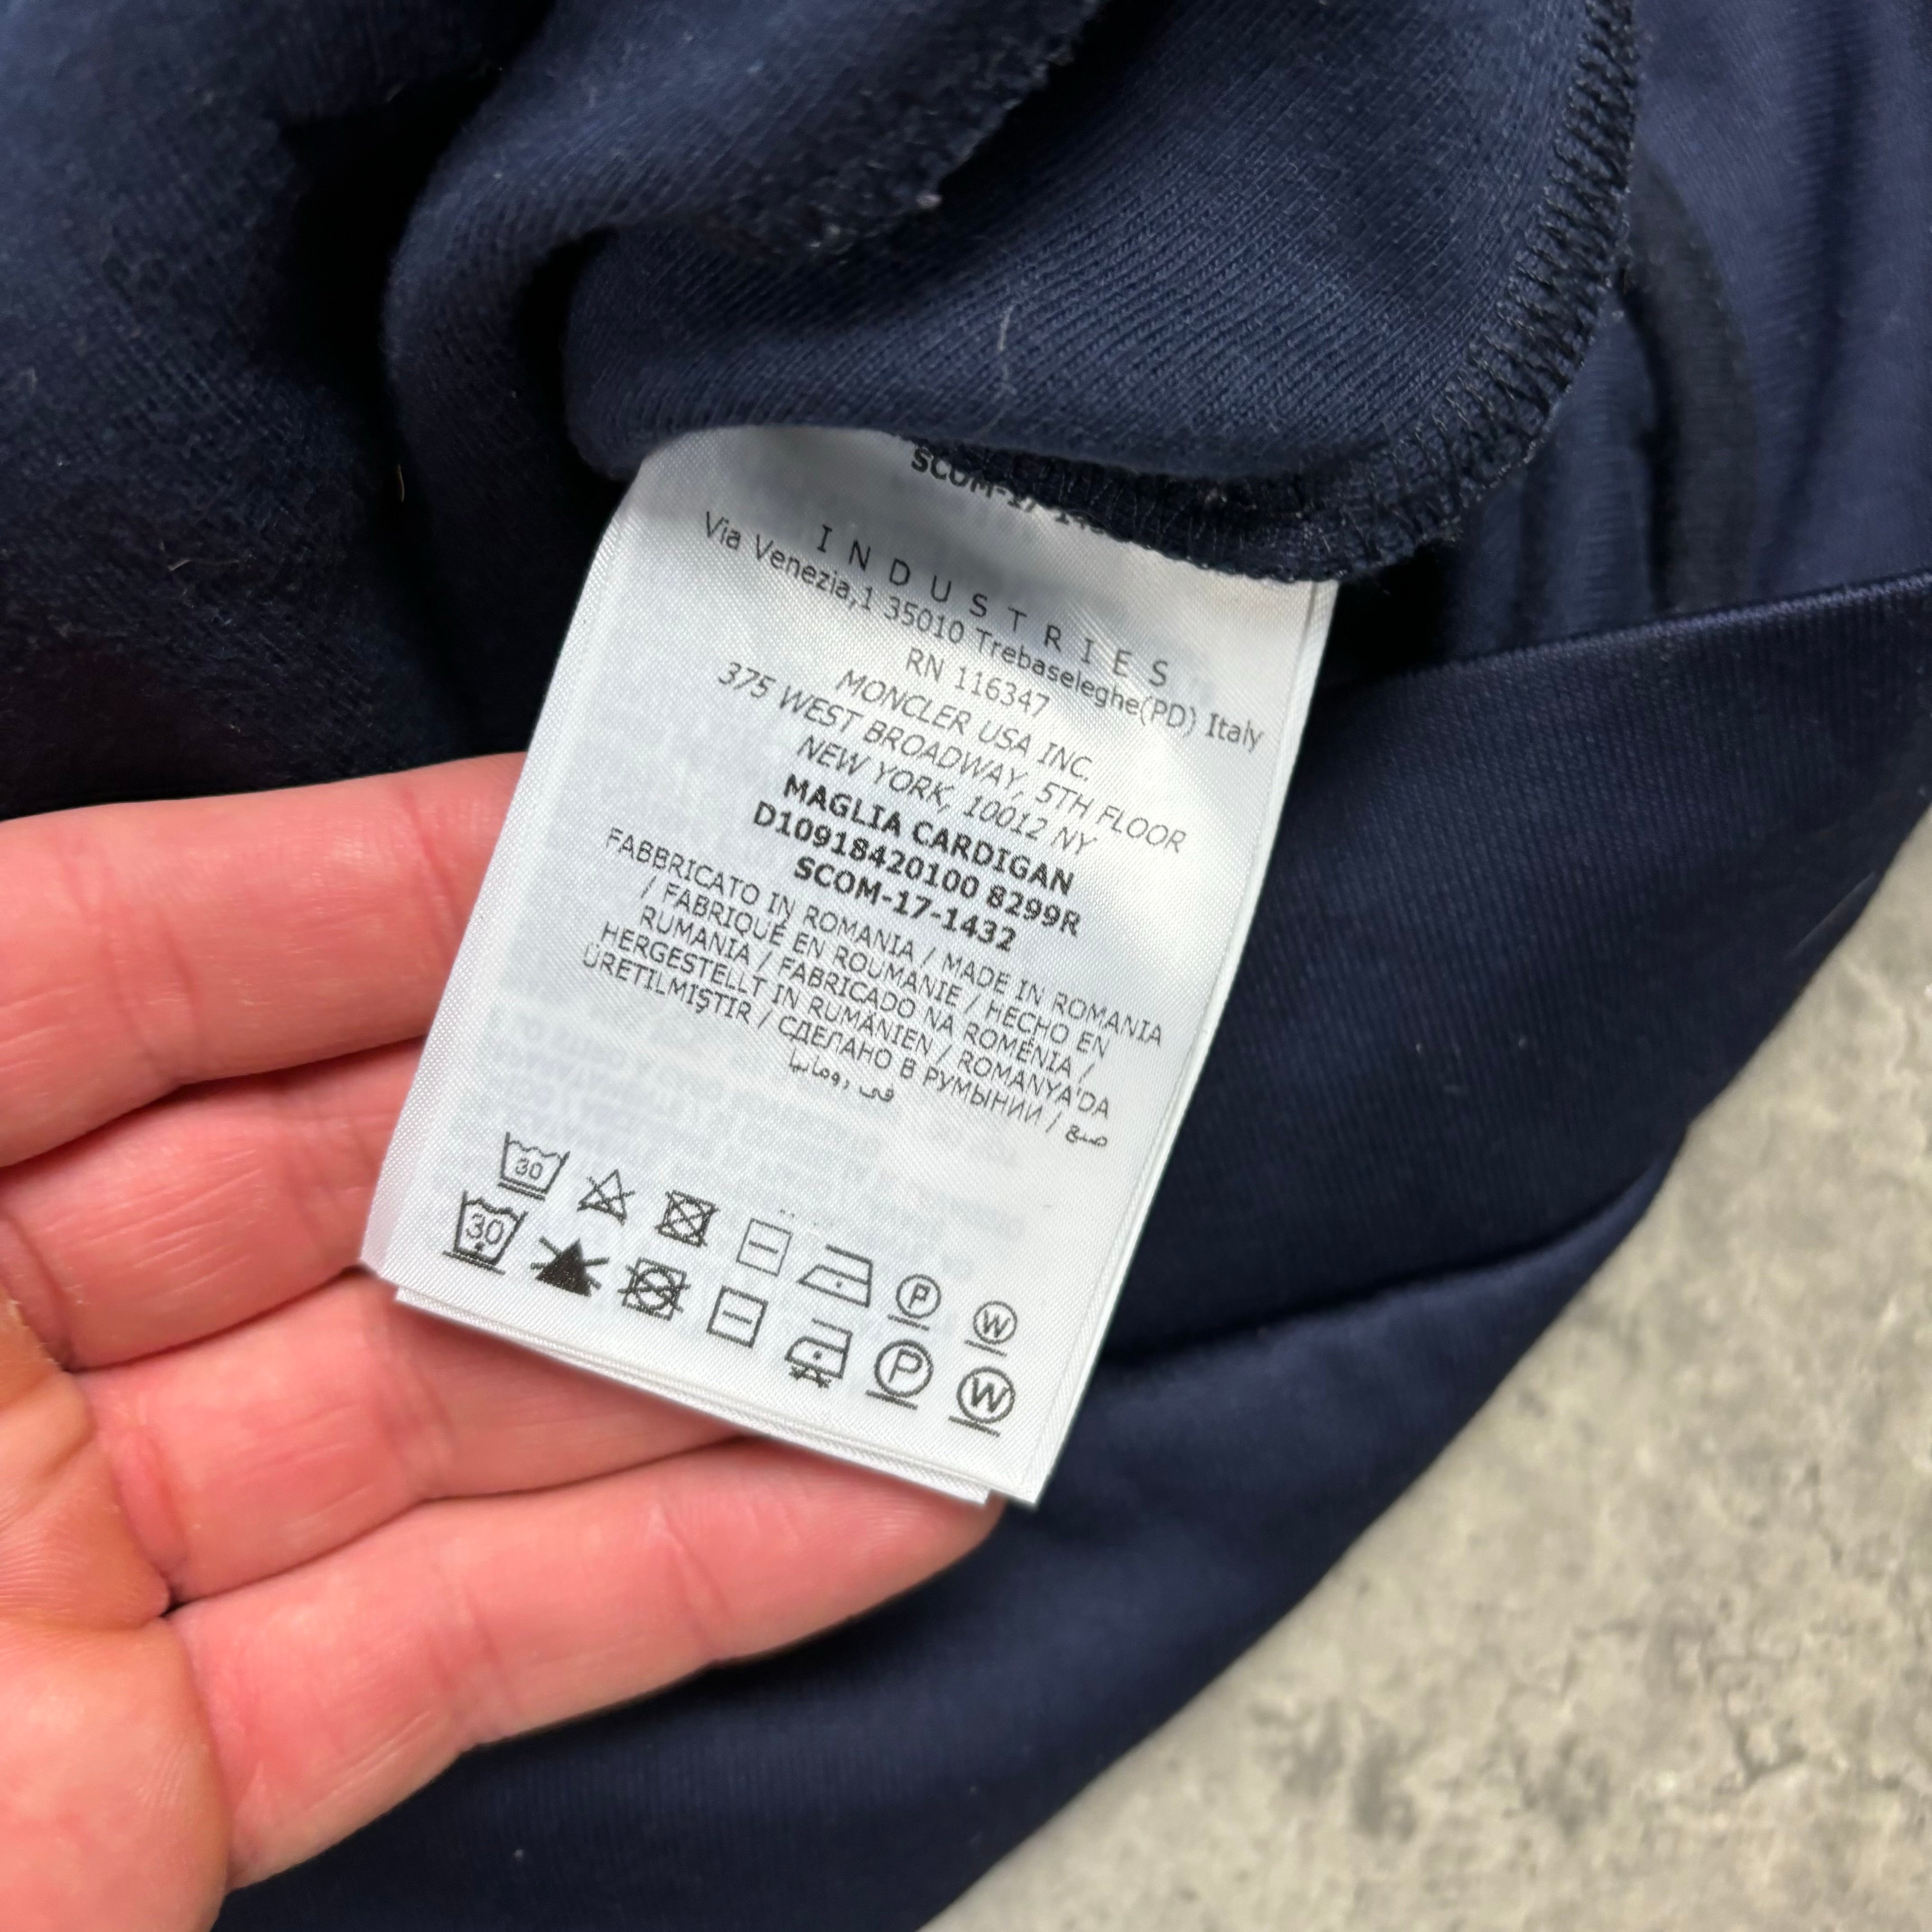 SCOM-17-14
INDUSTRIES
Via Venezia,1 35010 Trebaseleghe(PD) Italy
RN 116347
MONCLER USA INC.
375 WEST BROADWAY, 5TH FLOOR
NEW YORK, 10012 NY
MAGLIA CARDIGAN
D10918420100 8299R
SCOM-17-1432
FABBRICATO IN ROMANIA / MADE IN ROMANIA
/ FABRIQUÉ EN ROUMANIE / HECHO EN
RUMANIA / FABRICADO NA ROMÉNIA /
HERGESTELLT IN RUMÄNIEN / ROMANYA'DA
ÜRETILMIŞTIR / СДЕЛАНО В РУМЫНИИ / صنع
في رومانيا
30 P W
30 P W